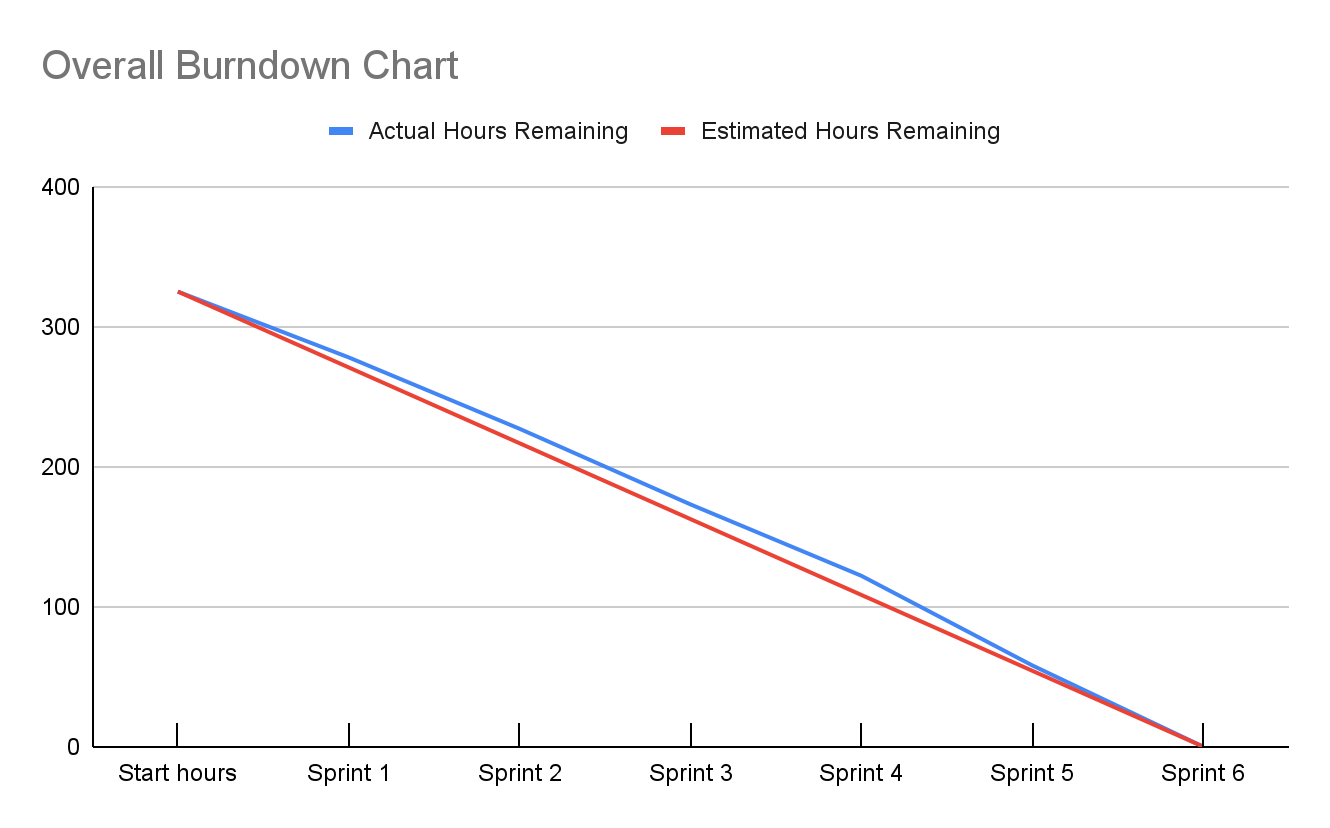 Overall Burndown Chart
Actual Hours Remaining Estimated Hours Remaining
400
300
200
100
0
Start hours Sprint 1 Sprint 2 Sprint 3 Sprint 4 Sprint 5 Sprint 6